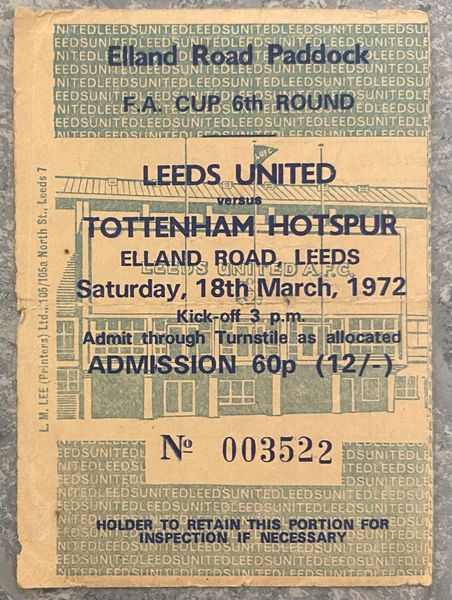 Elland Road Paddock
F.A. CUP 6th ROUND
L.U.F.C.
LEEDS UNITED
versus
TOTTENHAM HOTSPUR
ELLAND ROAD, LEEDS
LEEDS UNITED A.F.C.
Saturday, 18th March, 1972
Kick-off 3 p.m.
Admit through Turnstile as allocated
ADMISSION 60p (12/-)
Nº 003522
HOLDER TO RETAIN THIS PORTION FOR
INSPECTION IF NECESSARY
L. M. LEE (Printers) Ltd., 105/105a North St., Leeds 7